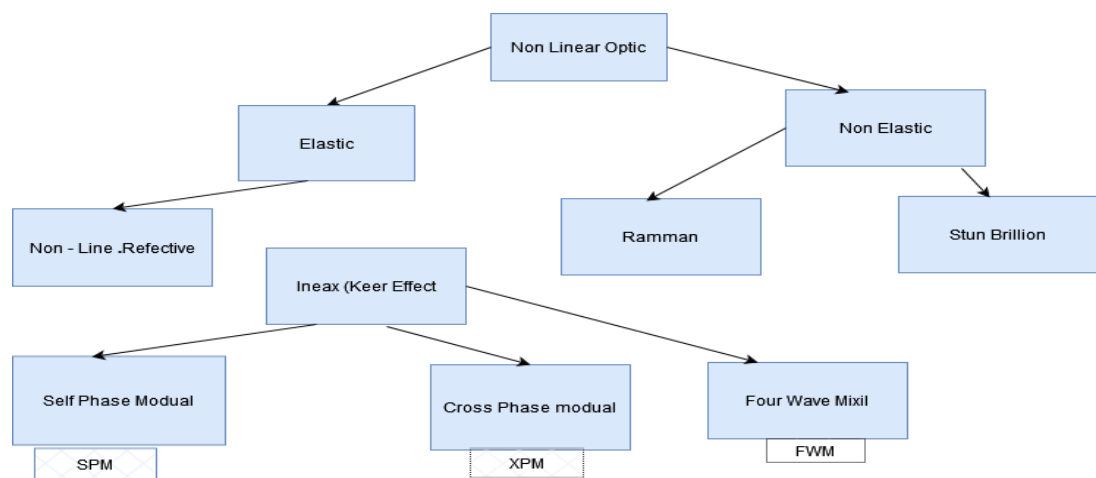 Non Linear Optic
Elastic
Non Elastic
Non - Line .Refective
Ramman
Stun Brillion
Ineax (Keer Effect
Self Phase Modual
Cross Phase modual
Four Wave Mixil
SPM
XPM
FWM